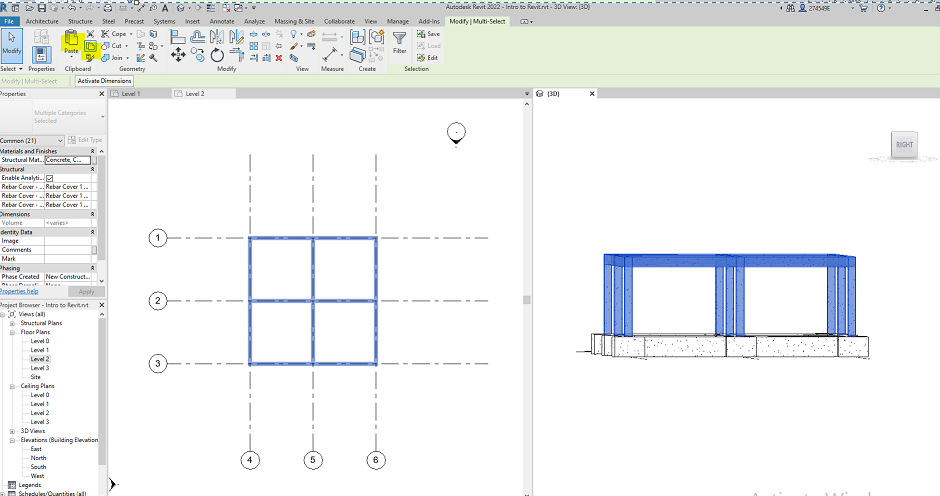 Autodesk Revit 2022 - Intro to Revit.rvt - 3D View: {3D}
274549E
File Architecture Structure Steel Precast Systems Insert Annotate Analyze Massing & Site Collaborate View Manage Add-Ins Modify | Multi-Select
Modify
Paste
Cope
Cut
Join
Filter
Save
Load
Edit
Select Properties Clipboard Geometry Modify View Measure Create Selection
Modify | Multi-Select Activate Dimensions
Properties
Level 1
Level 2
{3D}
Multiple Categories
Selected
Common (21) Edit Type
Materials and Finishes
Structural Mat... Concrete, C...
Structural
Enable Analyti...
Rebar Cover - ... Rebar Cover 1 ...
Rebar Cover - ... Rebar Cover 1 ...
Rebar Cover - ... Rebar Cover 1 ...
Dimensions
Volume <varies>
Identity Data
Image
Comments
Mark
Phasing
Phase Created New Construct...
Properties help Apply
Project Browser - Intro to Revit.rvt
Views (all)
Structural Plans
Floor Plans
Level 0
Level 1
Level 2
Level 3
Site
Ceiling Plans
Level 0
Level 1
Level 2
Level 3
3D Views
Elevations (Building Elevation
East
North
South
West
Legends
Schedules/Quantities (all)
1
2
3
4 5 6
RIGHT